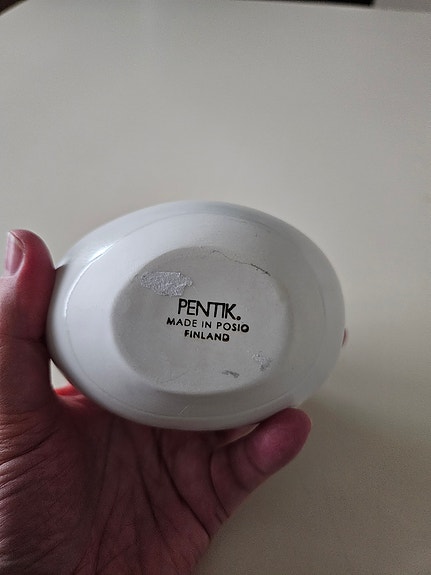 PENTIK.
MADE IN POSIO
FINLAND